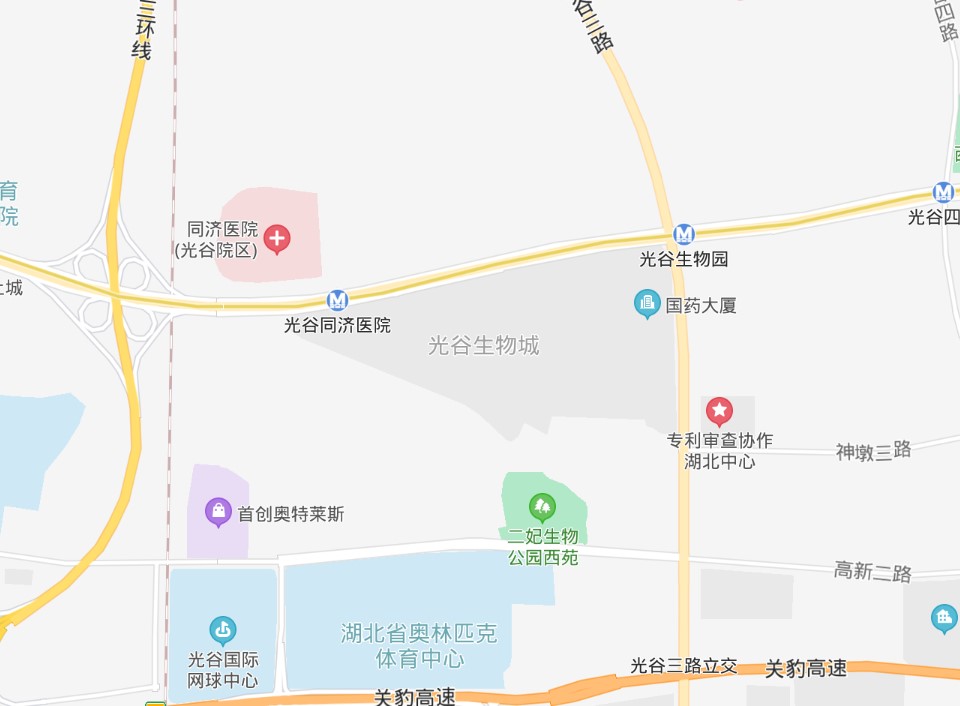 三环线
谷三路
四路
育
院
同济医院
(光谷院区)
光谷四
光谷生物园
城
国药大厦
光谷同济医院
光谷生物城
专利审查协作
湖北中心
神墩三路
首创奥特莱斯
二妃生物
公园西苑
高新二路
湖北省奥林匹克
体育中心
光谷国际
网球中心
光谷三路立交
关豹高速
关豹高速